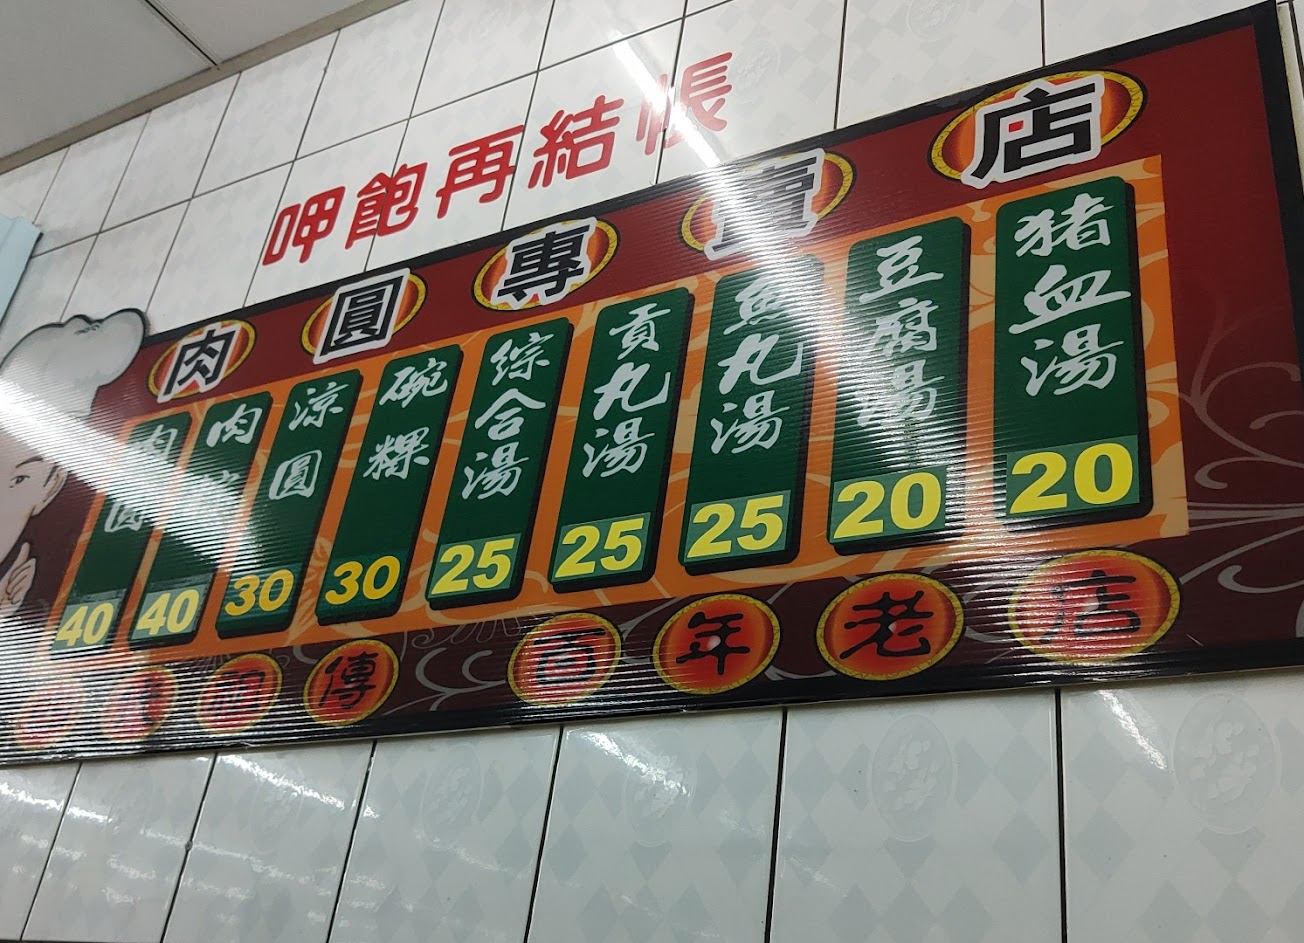 呷飽再結帳
肉圓專賣店
肉圓 40
肉 40
涼圓 30
碗粿 30
綜合湯 25
貢丸湯 25
魚丸湯 25
豆腐湯 20
豬血湯 20
傳 百年老店